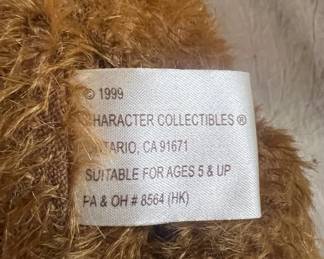 © 1999
CHARACTER COLLECTIBLES ®
ONTARIO, CA 91671
SUITABLE FOR AGES 5 & UP
PA & OH # 8564 (HK)